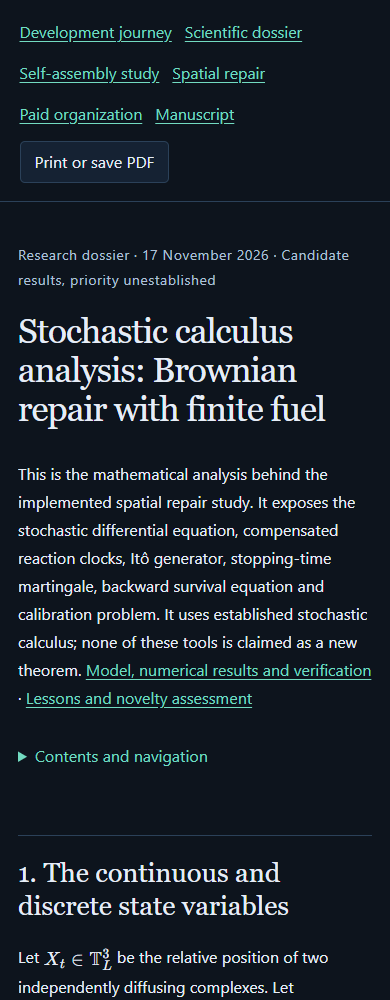 Development journey Scientific dossier
Self-assembly study Spatial repair
Paid organization Manuscript
Print or save PDF
Research dossier · 17 November 2026 · Candidate
results, priority unestablished
Stochastic calculus
analysis: Brownian
repair with finite fuel
This is the mathematical analysis behind the
implemented spatial repair study. It exposes the
stochastic differential equation, compensated
reaction clocks, Itô generator, stopping-time
martingale, backward survival equation and
calibration problem. It uses established stochastic
calculus; none of these tools is claimed as a new
theorem. Model, numerical results and verification
· Lessons and novelty assessment
▶ Contents and navigation
1. The continuous and
discrete state variables
Let $X_t \in \mathbb{T}_L^3$ be the relative position of two
independently diffusing complexes. Let